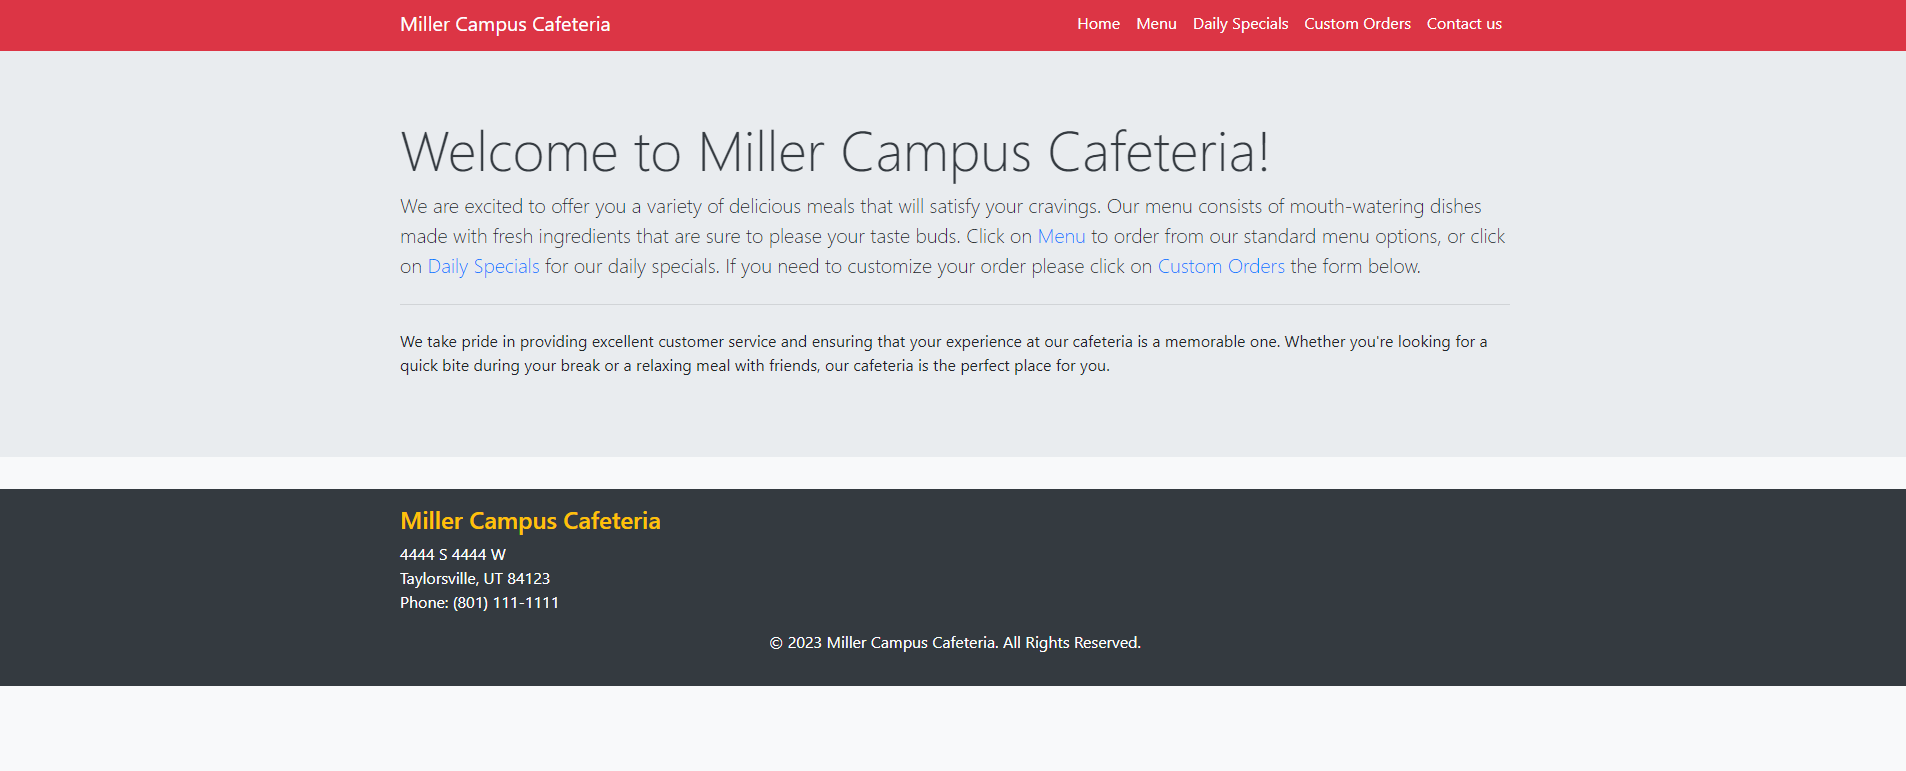 Miller Campus Cafeteria
Home Menu Daily Specials Custom Orders Contact us
Welcome to Miller Campus Cafeteria!
We are excited to offer you a variety of delicious meals that will satisfy your cravings. Our menu consists of mouth-watering dishes
made with fresh ingredients that are sure to please your taste buds. Click on Menu to order from our standard menu options, or click
on Daily Specials for our daily specials. If you need to customize your order please click on Custom Orders the form below.
We take pride in providing excellent customer service and ensuring that your experience at our cafeteria is a memorable one. Whether you're looking for a
quick bite during your break or a relaxing meal with friends, our cafeteria is the perfect place for you.
Miller Campus Cafeteria
4444 S 4444 W
Taylorsville, UT 84123
Phone: (801) 111-1111
© 2023 Miller Campus Cafeteria. All Rights Reserved.